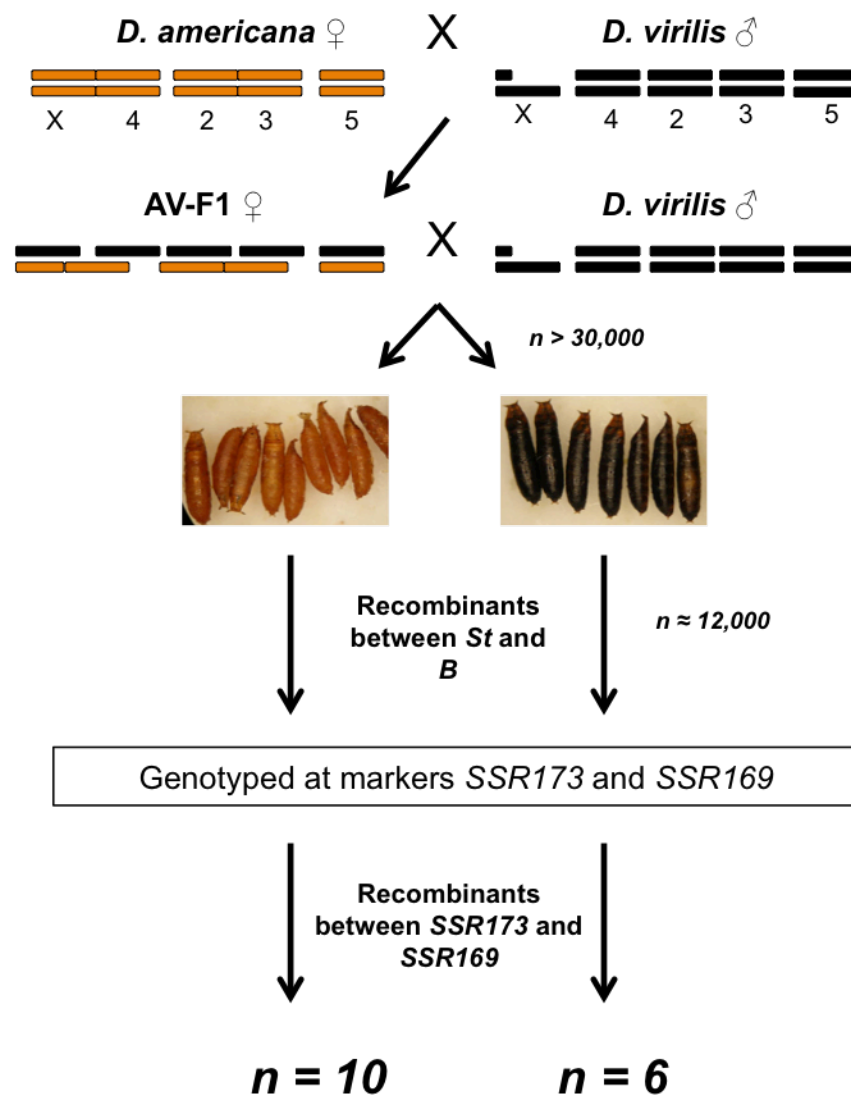 D. americana ♀ X D. virilis ♂
X 4 2 3 5 X 4 2 3 5
AV-F1 ♀ X D. virilis ♂
n > 30,000
Recombinants
between St and
B
n ≈ 12,000
Genotyped at markers SSR173 and SSR169
Recombinants
between SSR173 and
SSR169
n = 10 n = 6